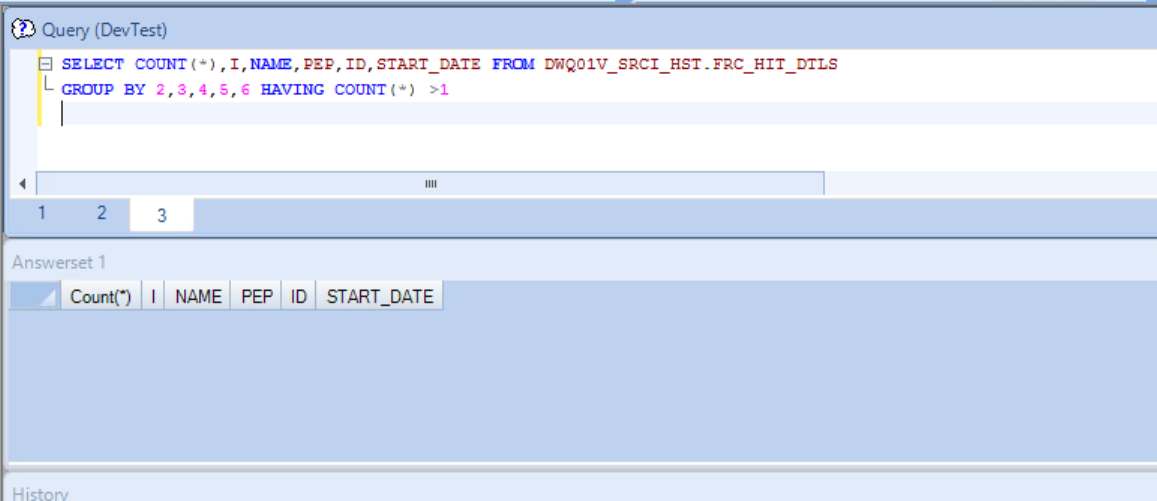 Query (DevTest)
SELECT COUNT(*),I,NAME,PEP,ID,START_DATE FROM DWQ01V_SRCI_HST.FRC_HIT_DTLS
GROUP BY 2,3,4,5,6 HAVING COUNT(*) >1
1 2 3
Answerset 1
Count(*) I NAME PEP ID START_DATE
History